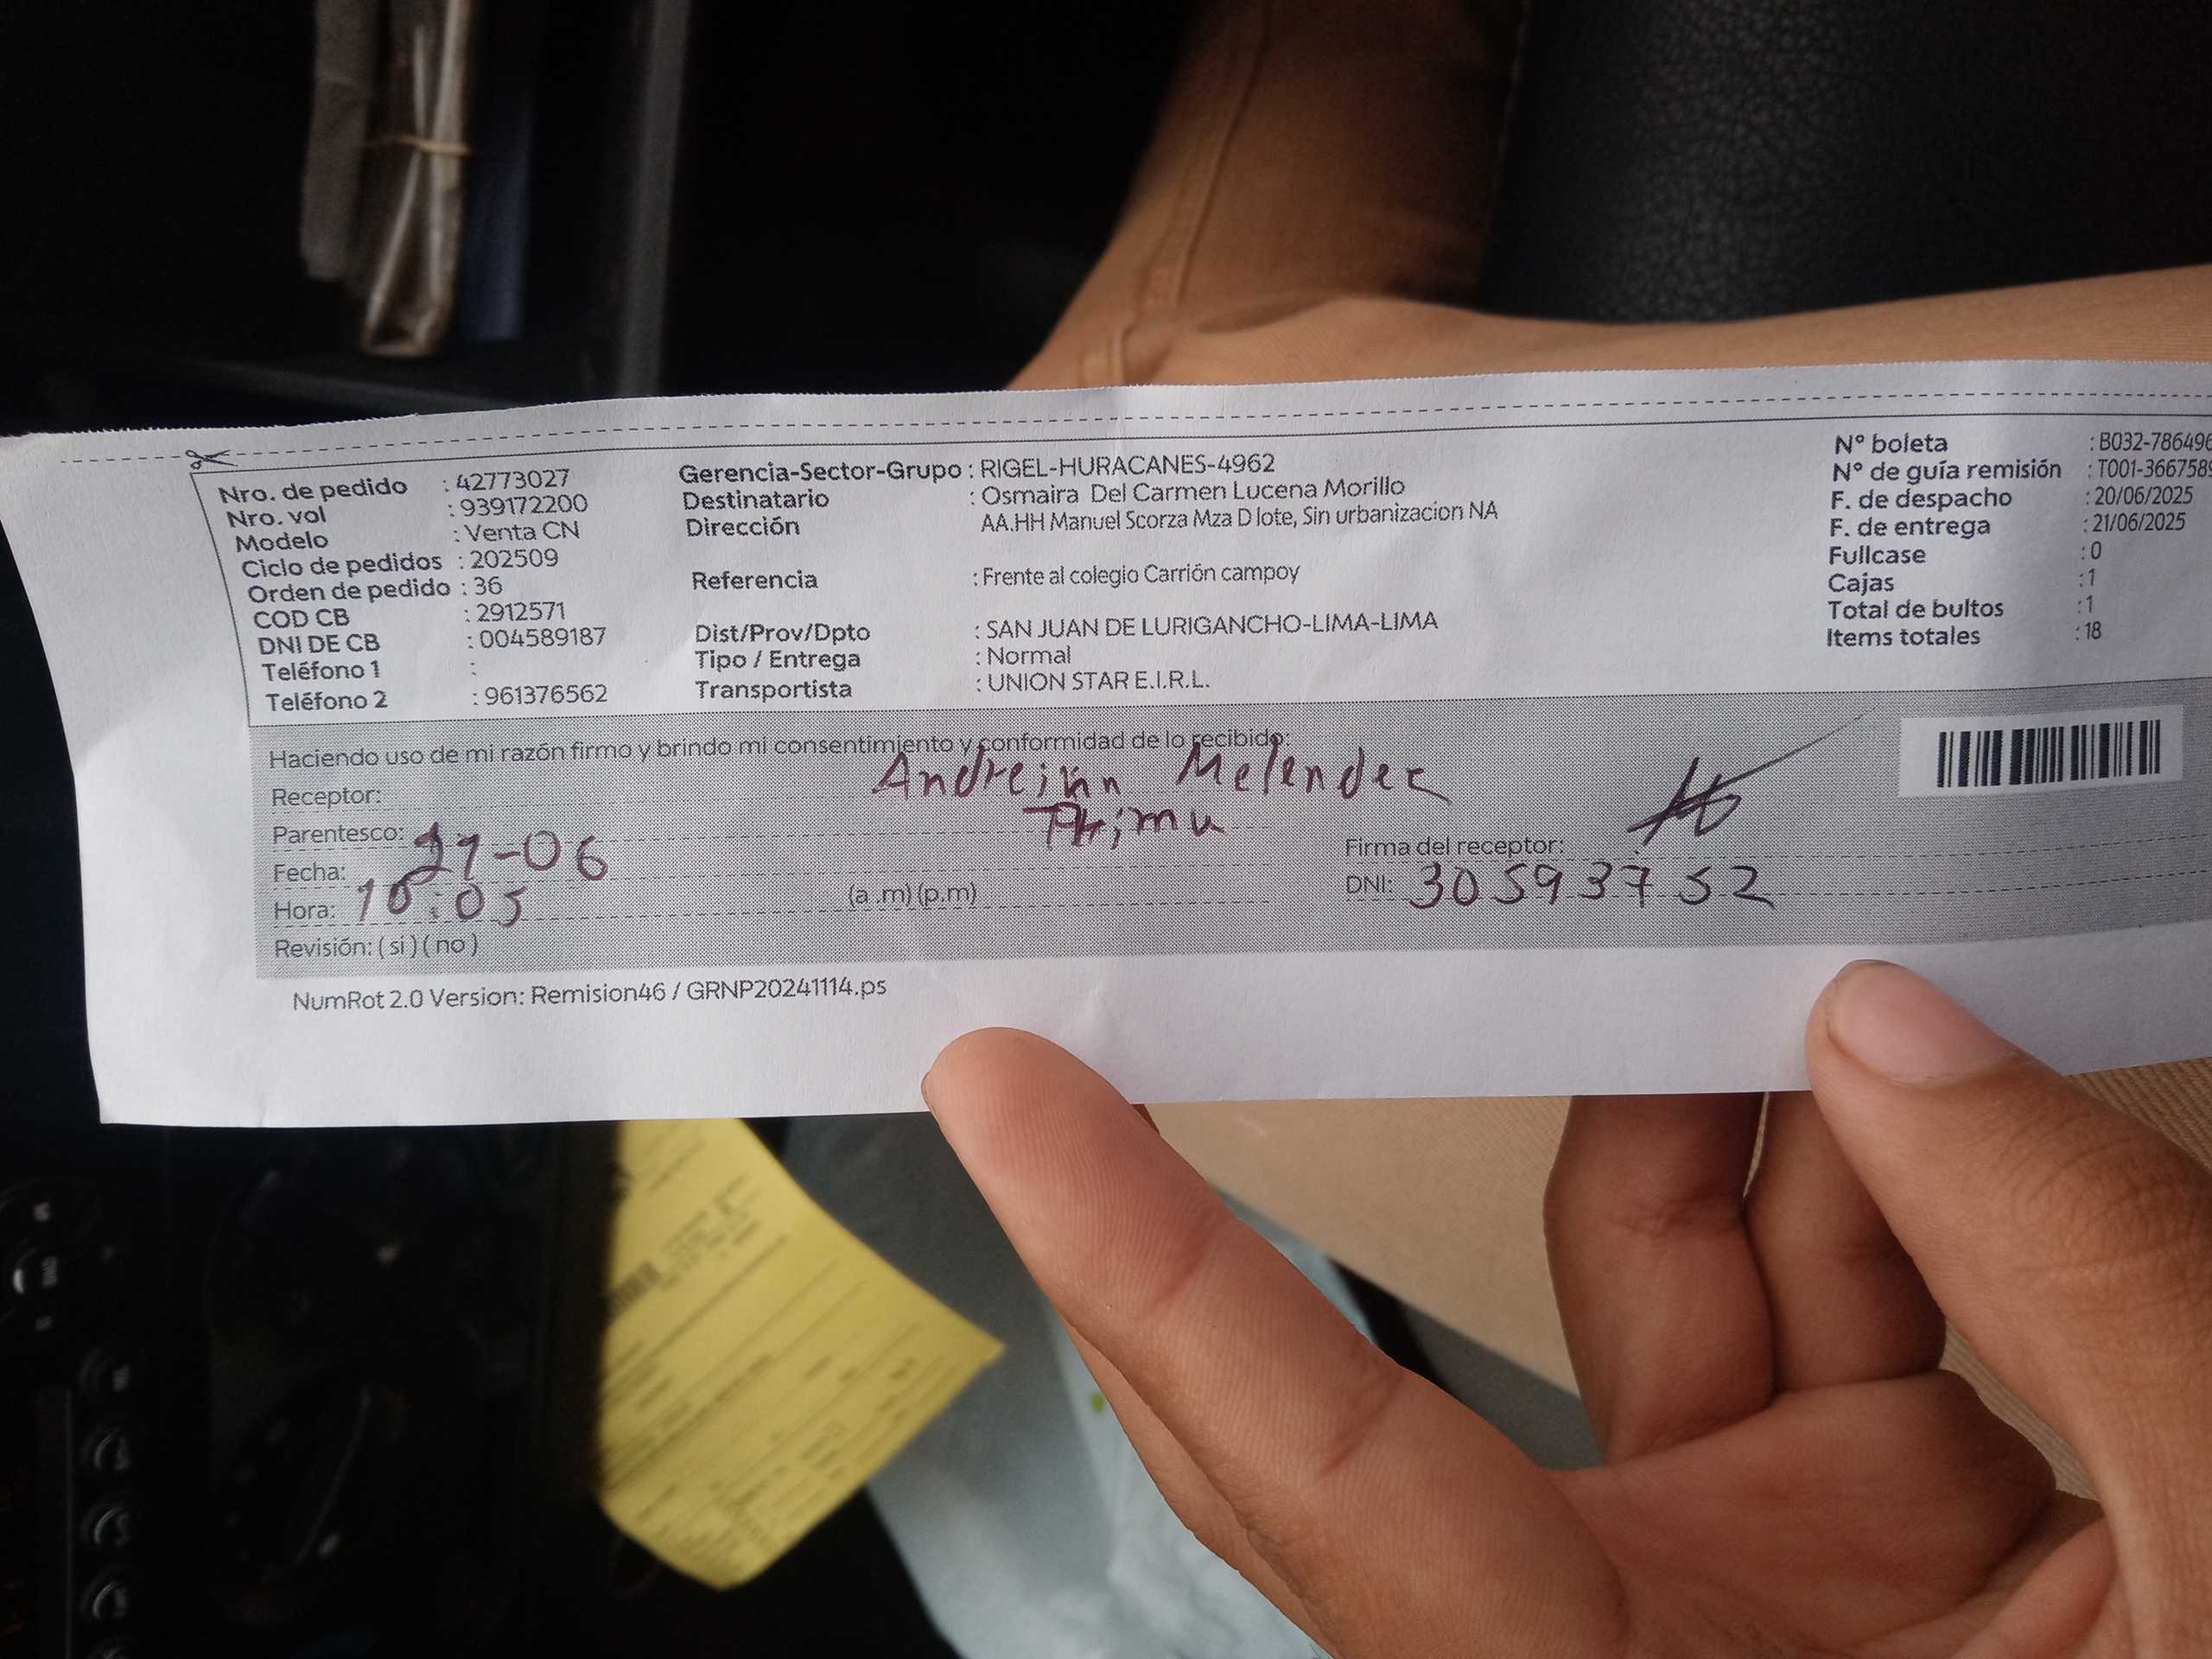 Nro. de pedido : 42773027
Nro. vol : 939172200
Modelo : Venta CN
Ciclo de pedidos : 202509
Orden de pedido : 36
COD CB : 2912571
DNI DE CB : 004589187
Teléfono 1 :
Teléfono 2 : 961376562
Gerencia-Sector-Grupo : RIGEL-HURACANES-4962
Destinatario : Osmaira Del Carmen Lucena Morillo
Dirección AA.HH Manuel Scorza Mza D lote, Sin urbanizacion NA
Referencia : Frente al colegio Carrión campoy
Dist/Prov/Dpto : SAN JUAN DE LURIGANCHO-LIMA-LIMA
Tipo / Entrega : Normal
Transportista : UNION STAR E.I.R.L.
N° boleta : B032-786496
N° de guía remisión : T001-3667589
F. de despacho : 20/06/2025
F. de entrega : 21/06/2025
Fullcase : 0
Cajas : 1
Total de bultos : 1
Items totales : 18
Haciendo uso de mi razón firmo y brindo mi consentimiento y conformidad de lo recibido:
Receptor: Melendez
Parentesco:
Fecha: 21-06
Hora: 10:05 (a .m) (p.m)
Revisión: ( si ) ( no )
Firma del receptor:
DNI: 305937 52
NumRot 2.0 Version: Remision46 / GRNP20241114.ps